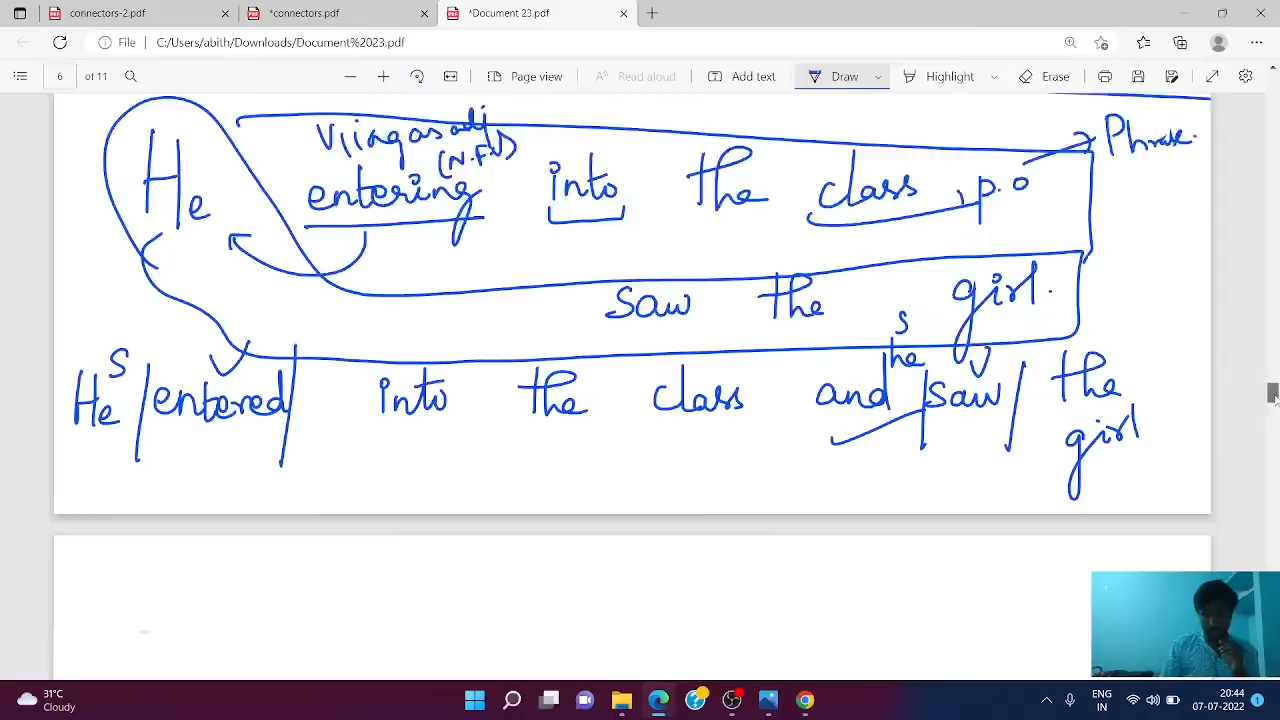 connectors-2.pdf
*connectors.pdf
*Document 23.pdf
File C:/Users/abith/Downloads/Document%2023.pdf
6 of 11
Page view
Read aloud
Add text
Draw
Highlight
Erase
V1ing as adj
(N.F.V)
Phrase.
He entering into the class , p.o
saw the girl.
S V S he V
He / entered / into the class and / saw / the girl
31°C
Cloudy
ENG
IN
20:44
07-07-2022